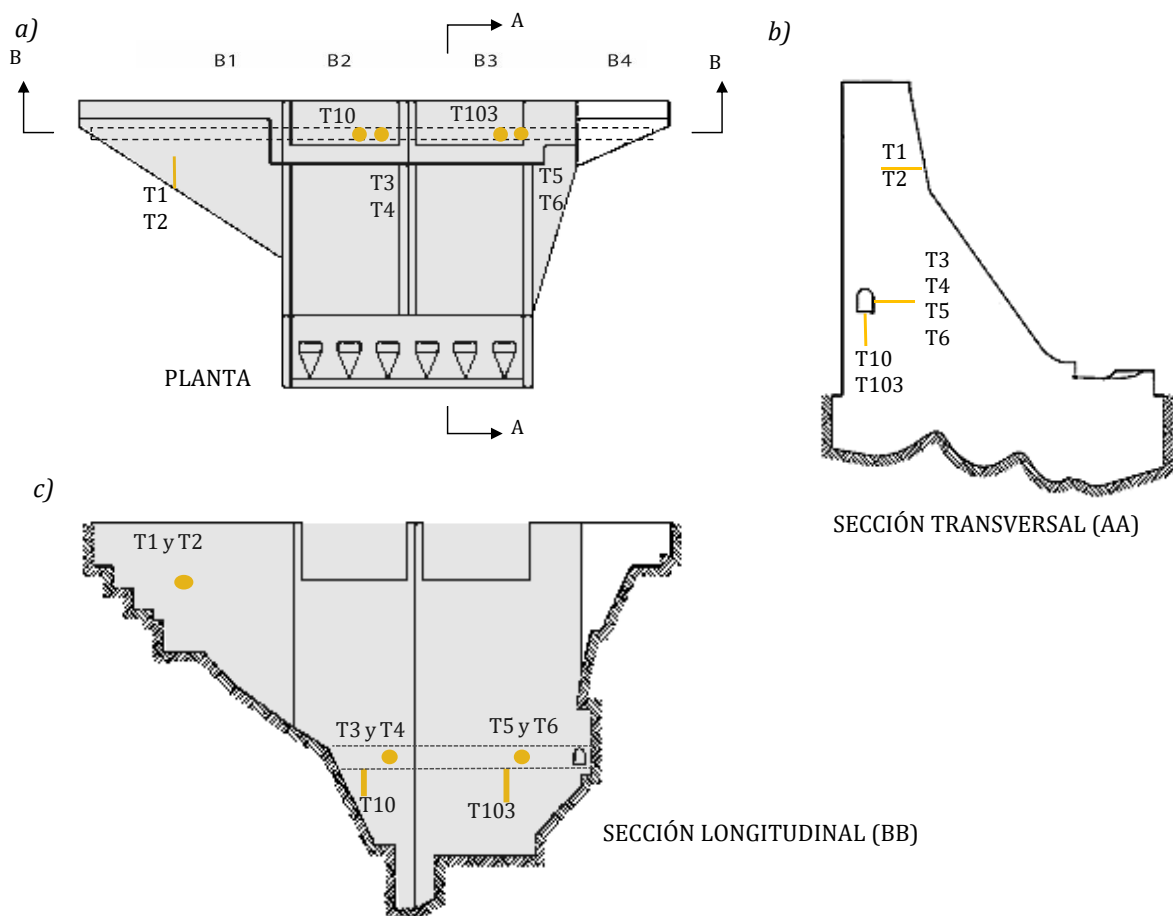 a)
A
B
B1
B2
B3
B4
B
T10
T103
T1
T2
T3
T4
T5
T6
PLANTA
A
b)
T1
T2
T3
T4
T5
T6
T10
T103
SECCIÓN TRANSVERSAL (AA)
c)
T1 y T2
T3 y T4
T5 y T6
T10
T103
SECCIÓN LONGITUDINAL (BB)